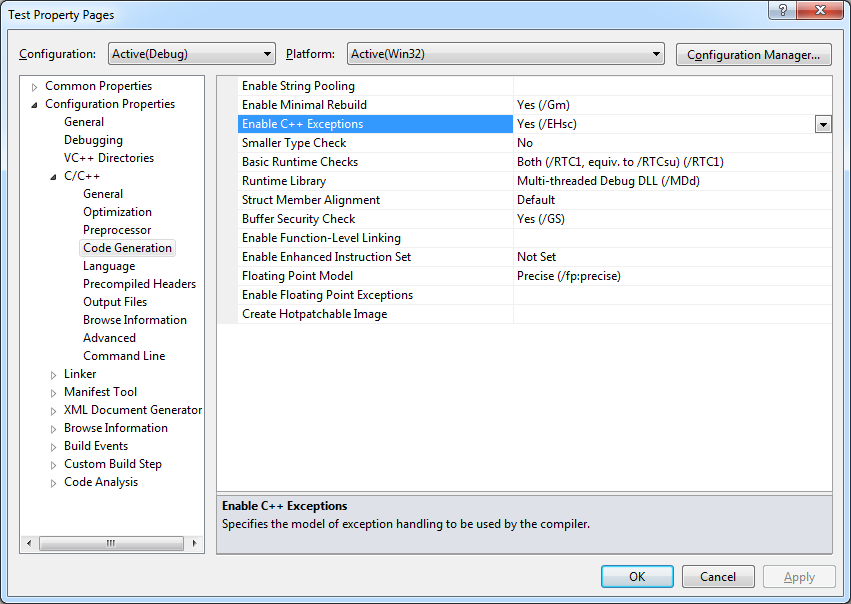 Test Property Pages
Configuration: Active(Debug) Platform: Active(Win32) Configuration Manager...
Common Properties
Configuration Properties
General
Debugging
VC++ Directories
C/C++
General
Optimization
Preprocessor
Code Generation
Language
Precompiled Headers
Output Files
Browse Information
Advanced
Command Line
Linker
Manifest Tool
XML Document Generator
Browse Information
Build Events
Custom Build Step
Code Analysis
Enable String Pooling
Enable Minimal Rebuild Yes (/Gm)
Enable C++ Exceptions Yes (/EHsc)
Smaller Type Check No
Basic Runtime Checks Both (/RTC1, equiv. to /RTCsu) (/RTC1)
Runtime Library Multi-threaded Debug DLL (/MDd)
Struct Member Alignment Default
Buffer Security Check Yes (/GS)
Enable Function-Level Linking
Enable Enhanced Instruction Set Not Set
Floating Point Model Precise (/fp:precise)
Enable Floating Point Exceptions
Create Hotpatchable Image
Enable C++ Exceptions
Specifies the model of exception handling to be used by the compiler.
OK Cancel Apply